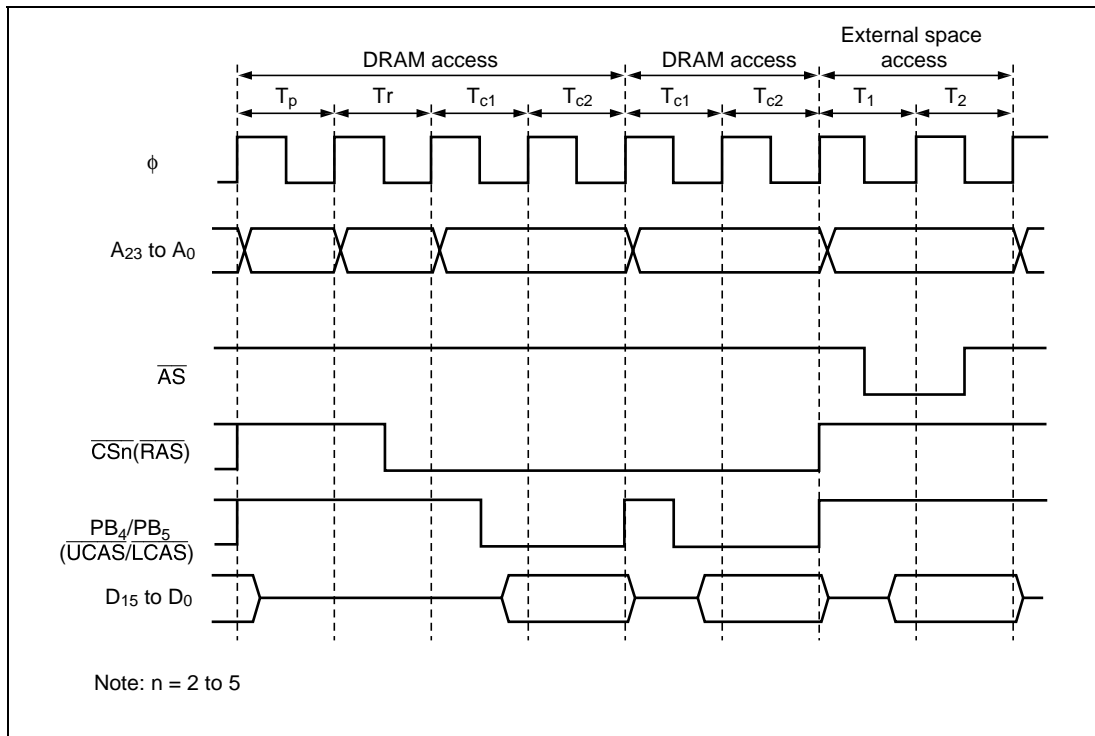 External space
access
DRAM access
DRAM access
Tp
Tr
Tc1
Tc2
Tc1
Tc2
T1
T2
φ
A23 to A0
AS
CSn(RAS)
PB4/PB5
(UCAS/LCAS)
D15 to D0
Note: n = 2 to 5